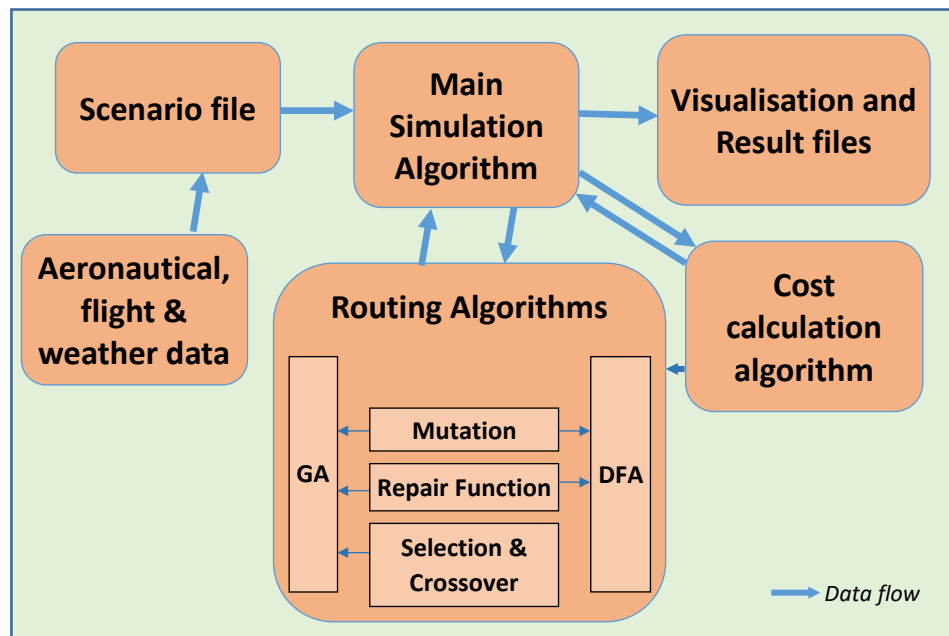 Scenario file
Main
Simulation
Algorithm
Visualisation and
Result files
Aeronautical,
flight &
weather data
Routing Algorithms
Cost
calculation
algorithm
GA
Mutation
Repair Function
Selection &
Crossover
DFA
Data flow